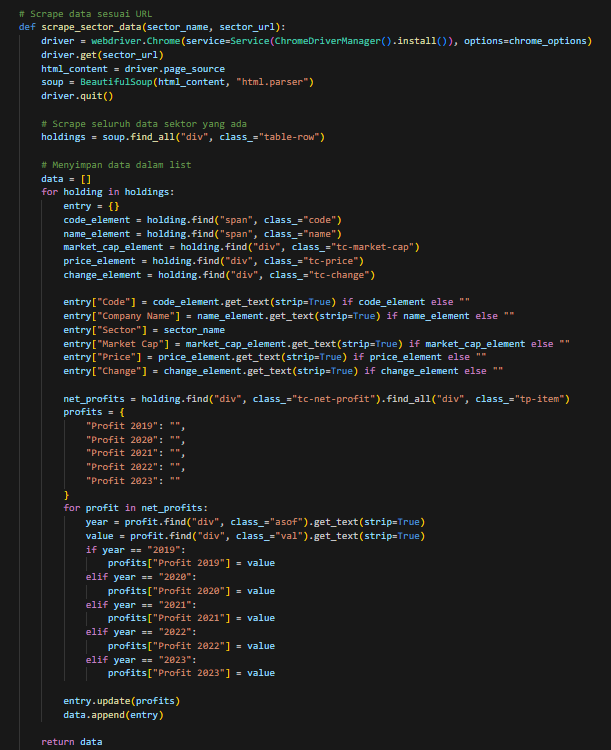 # Scrape data sesuai URL
def scrape_sector_data(sector_name, sector_url):
    driver = webdriver.Chrome(service=Service(ChromeDriverManager().install()), options=chrome_options)
    driver.get(sector_url)
    html_content = driver.page_source
    soup = BeautifulSoup(html_content, "html.parser")
    driver.quit()

    # Scrape seluruh data sektor yang ada
    holdings = soup.find_all("div", class_="table-row")

    # Menyimpan data dalam list
    data = []
    for holding in holdings:
        entry = {}
        code_element = holding.find("span", class_="code")
        name_element = holding.find("span", class_="name")
        market_cap_element = holding.find("div", class_="tc-market-cap")
        price_element = holding.find("div", class_="tc-price")
        change_element = holding.find("div", class_="tc-change")

        entry["Code"] = code_element.get_text(strip=True) if code_element else ""
        entry["Company Name"] = name_element.get_text(strip=True) if name_element else ""
        entry["Sector"] = sector_name
        entry["Market Cap"] = market_cap_element.get_text(strip=True) if market_cap_element else ""
        entry["Price"] = price_element.get_text(strip=True) if price_element else ""
        entry["Change"] = change_element.get_text(strip=True) if change_element else ""

        net_profits = holding.find("div", class_="tc-net-profit").find_all("div", class_="tp-item")
        profits = {
            "Profit 2019": "",
            "Profit 2020": "",
            "Profit 2021": "",
            "Profit 2022": "",
            "Profit 2023": ""
        }
        for profit in net_profits:
            year = profit.find("div", class_="asof").get_text(strip=True)
            value = profit.find("div", class_="val").get_text(strip=True)
            if year == "2019":
                profits["Profit 2019"] = value
            elif year == "2020":
                profits["Profit 2020"] = value
            elif year == "2021":
                profits["Profit 2021"] = value
            elif year == "2022":
                profits["Profit 2022"] = value
            elif year == "2023":
                profits["Profit 2023"] = value

        entry.update(profits)
        data.append(entry)

    return data